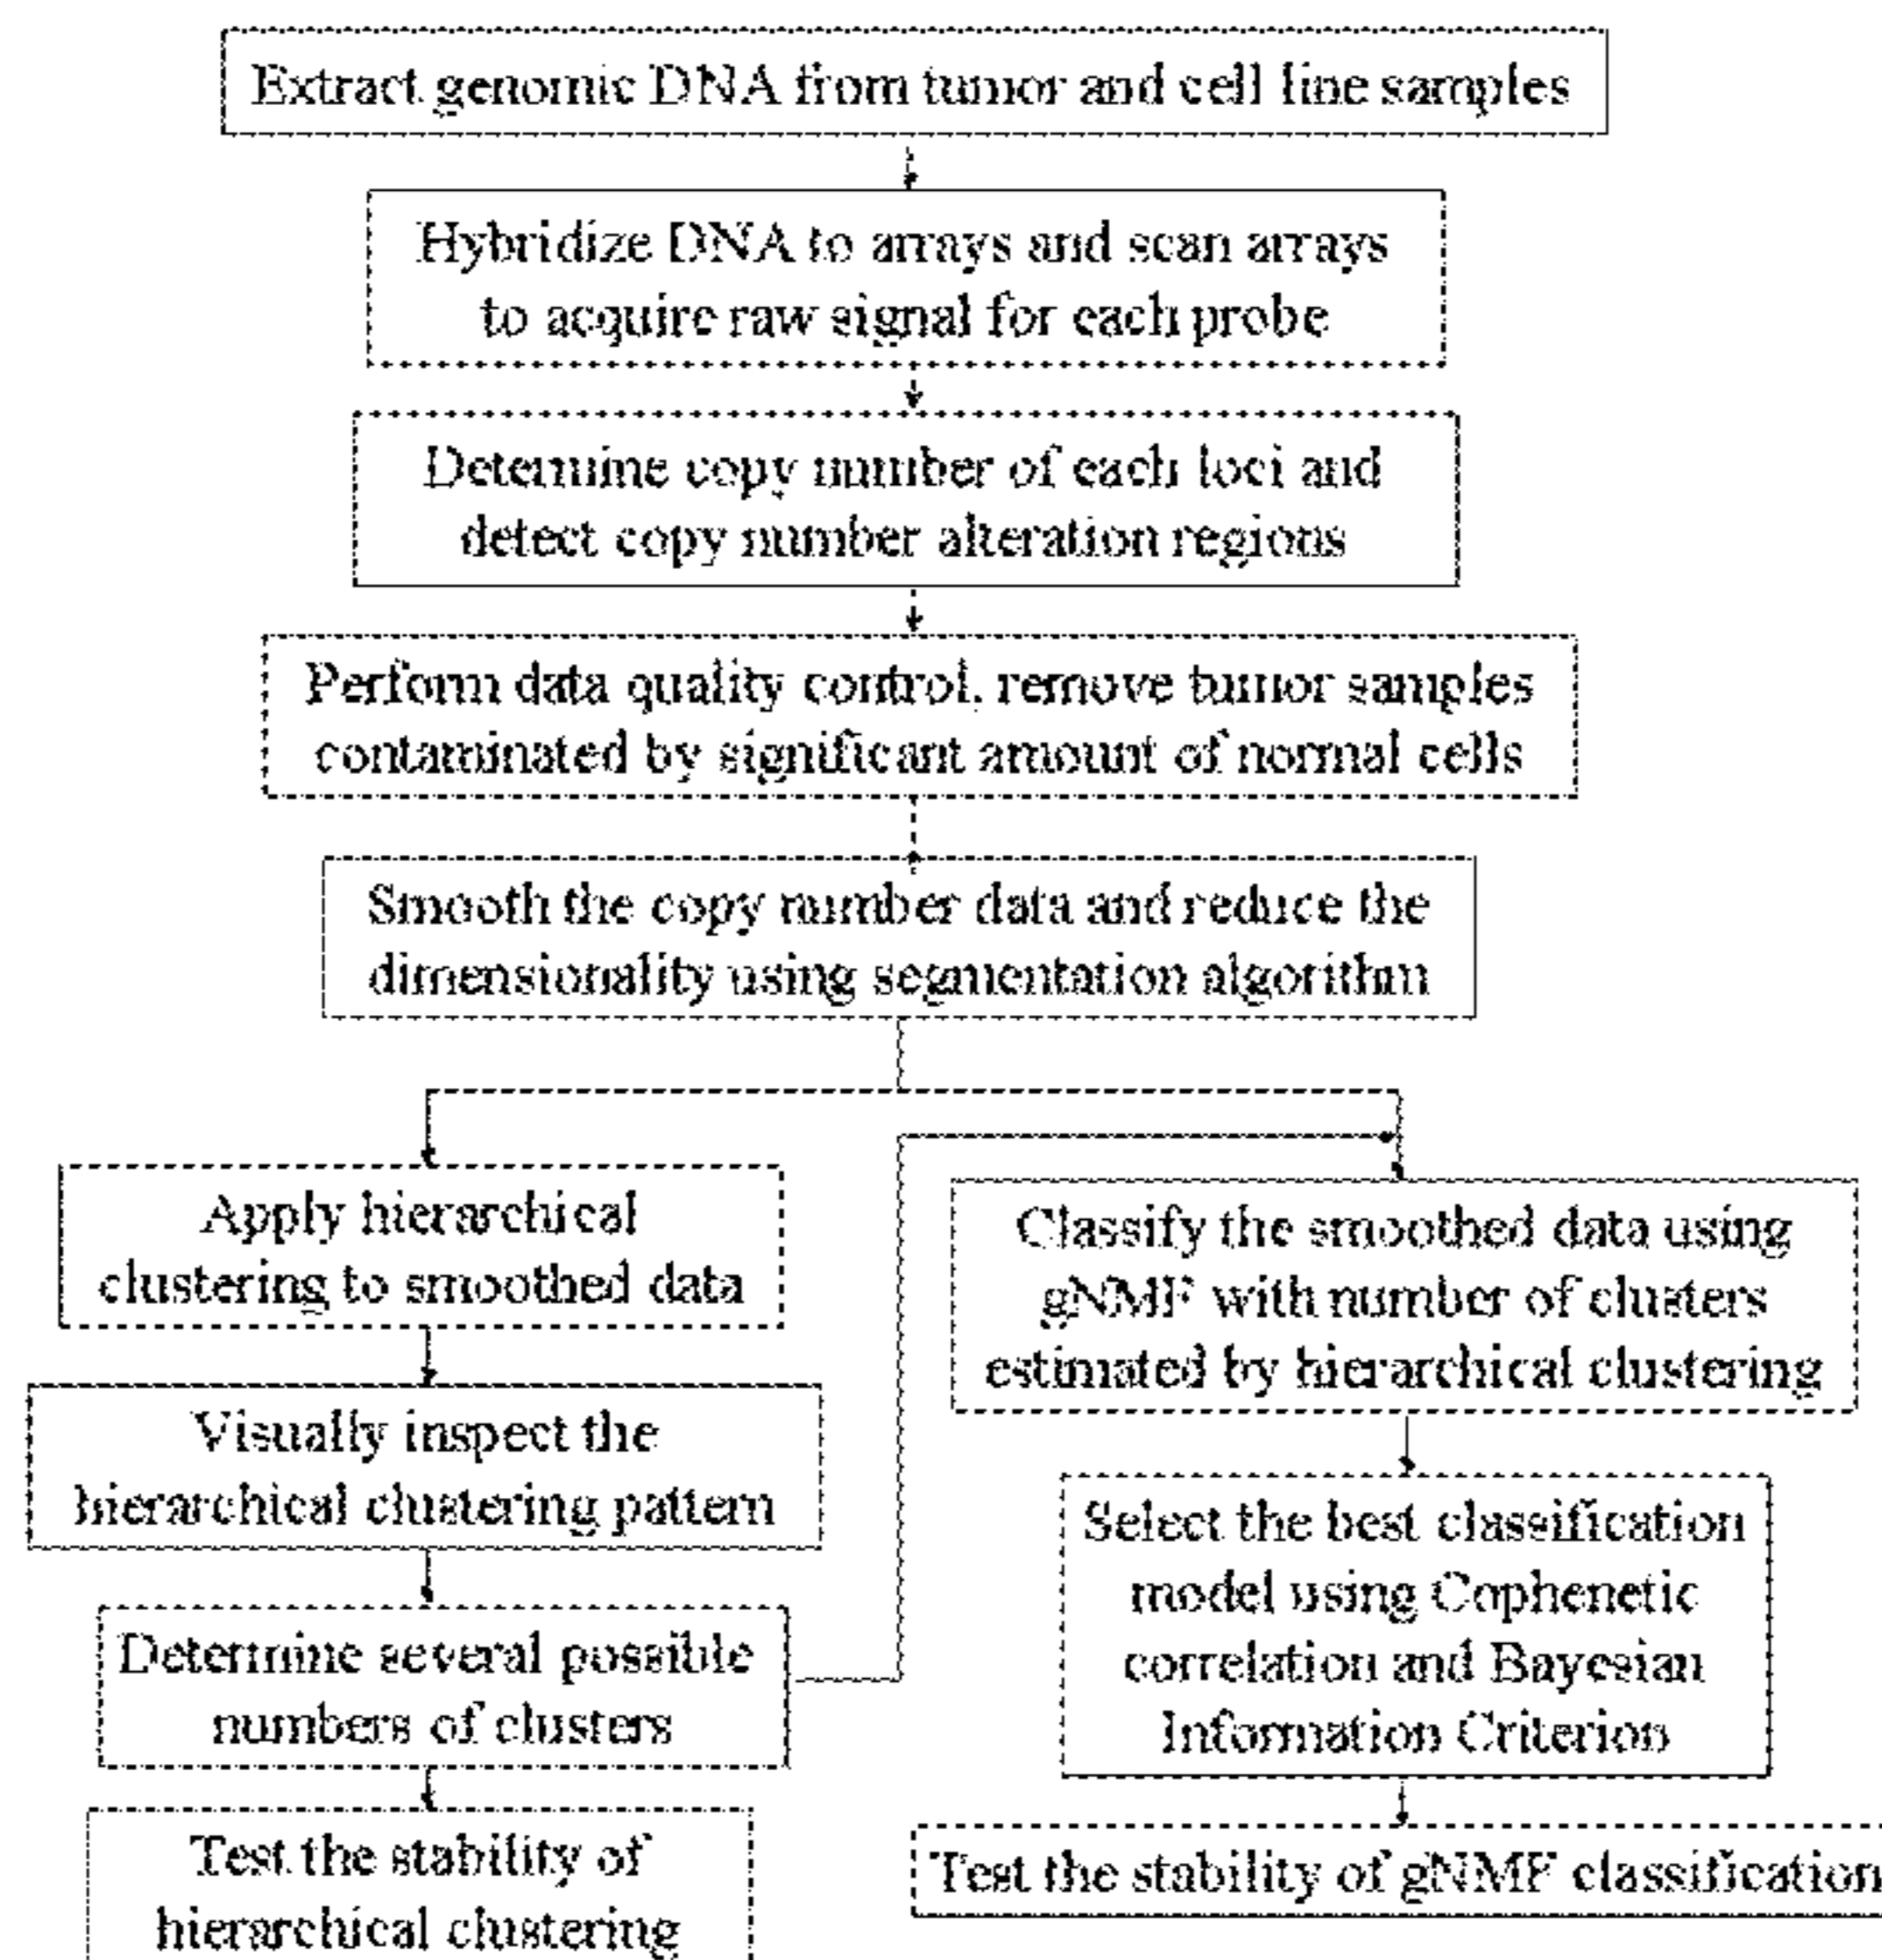 Extract genomic DNA from tumor and cell line samples
Hybridize DNA to arrays and scan arrays
to acquire raw signal for each probe
Determine copy number of each loci and
detect copy number alteration regions
Perform data quality control, remove tumor samples
contaminated by significant amount of normal cells
Smooth the copy number data and reduce the
dimensionality using segmentation algorithm
Apply hierarchical
clustering to smoothed data
Visually inspect the
hierarchical clustering pattern
Determine several possible
numbers of clusters
Test the stability of
hierarchical clustering
Classify the smoothed data using
gNMF with number of clusters
estimated by hierarchical clustering
Select the best classification
model using Cophenetic
correlation and Bayesian
Information Criterion
Test the stability of gNMF classification